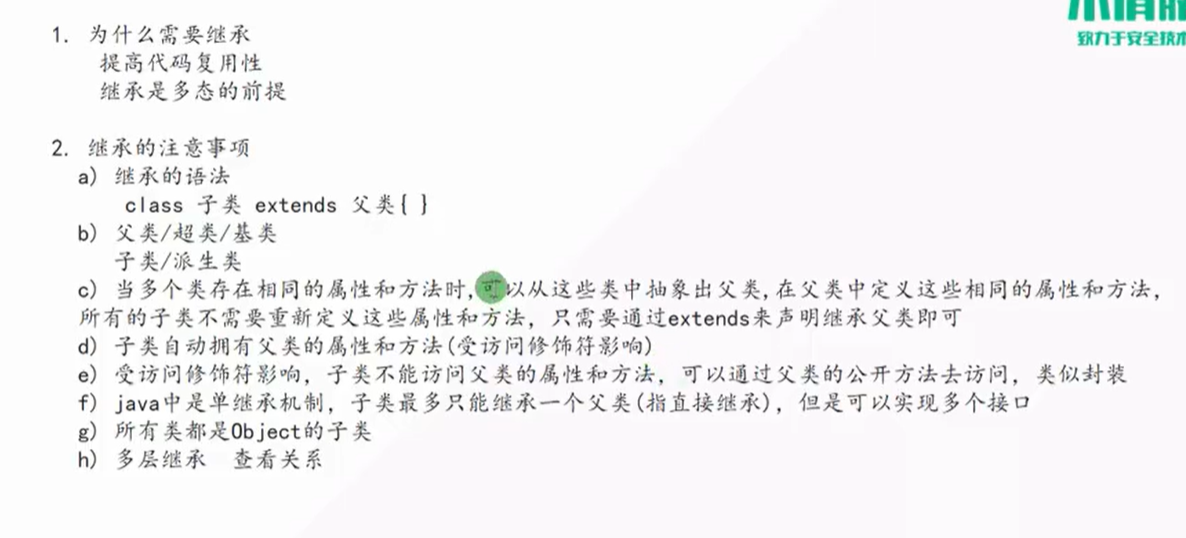 致力于安全技术
1. 为什么需要继承
提高代码复用性
继承是多态的前提
2. 继承的注意事项
a) 继承的语法
class 子类 extends 父类{ }
b) 父类/超类/基类
子类/派生类
c) 当多个类存在相同的属性和方法时,可以从这些类中抽象出父类,在父类中定义这些相同的属性和方法,
所有的子类不需要重新定义这些属性和方法, 只需要通过extends来声明继承父类即可
d) 子类自动拥有父类的属性和方法(受访问修饰符影响)
e) 受访问修饰符影响, 子类不能访问父类的属性和方法, 可以通过父类的公开方法去访问, 类似封装
f) java中是单继承机制, 子类最多只能继承一个父类(指直接继承), 但是可以实现多个接口
g) 所有类都是Object的子类
h) 多层继承 查看关系